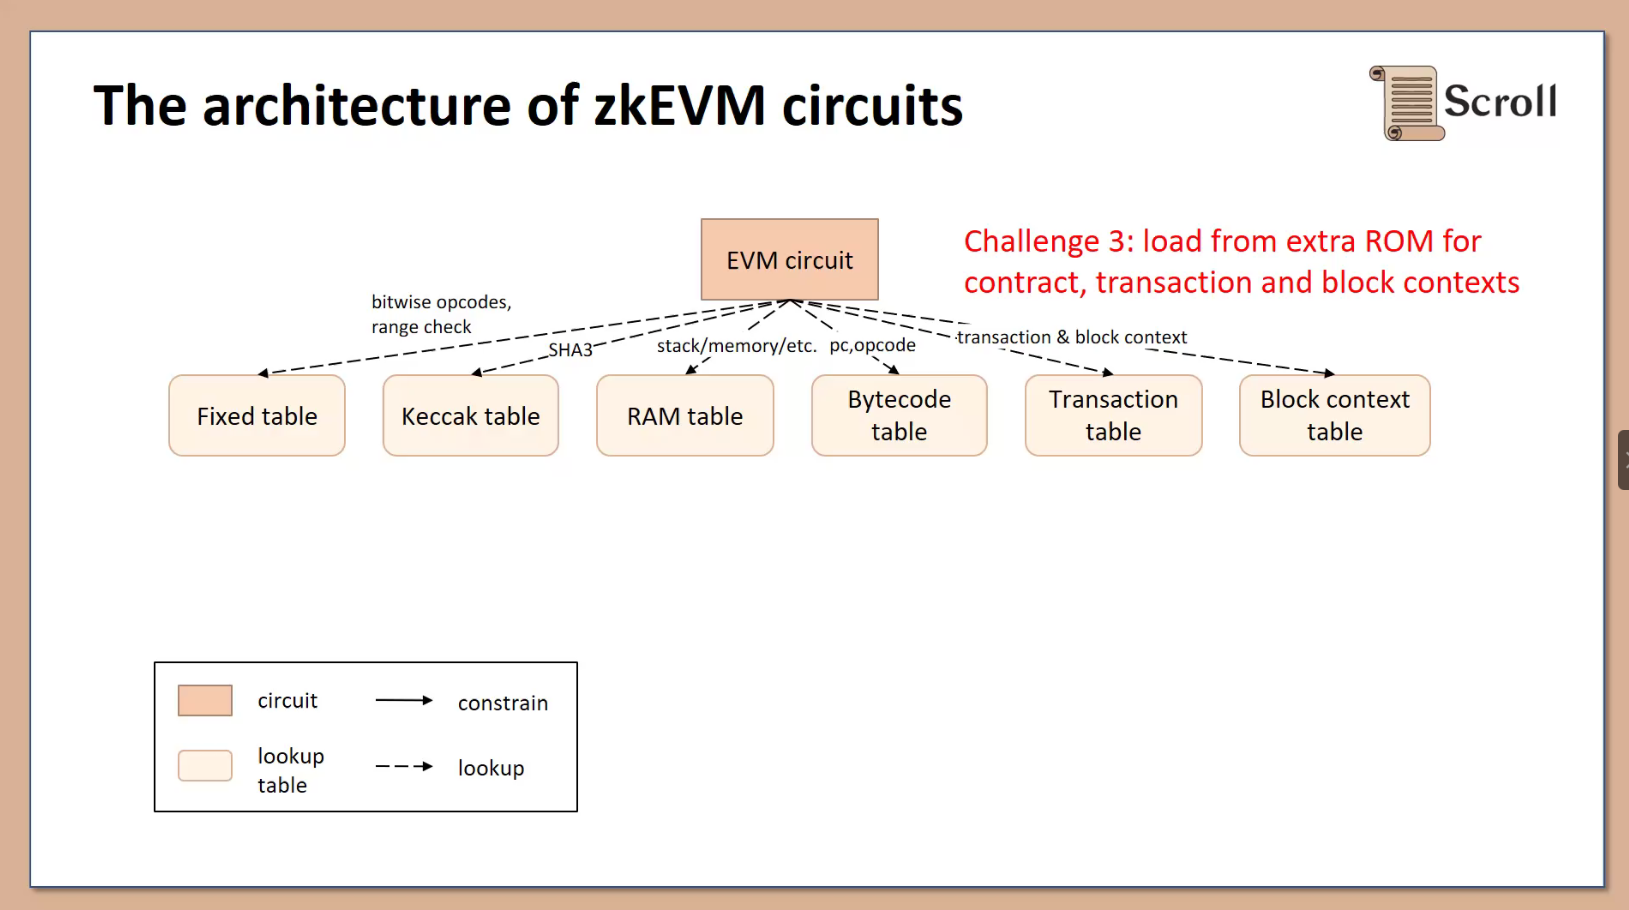 The architecture of zkEVM circuits
Scroll
EVM circuit
Challenge 3: load from extra ROM for
contract, transaction and block contexts
bitwise opcodes,
range check
SHA3
stack/memory/etc.
pc,opcode
transaction & block context
Fixed table
Keccak table
RAM table
Bytecode
table
Transaction
table
Block context
table
circuit
constrain
lookup
table
lookup